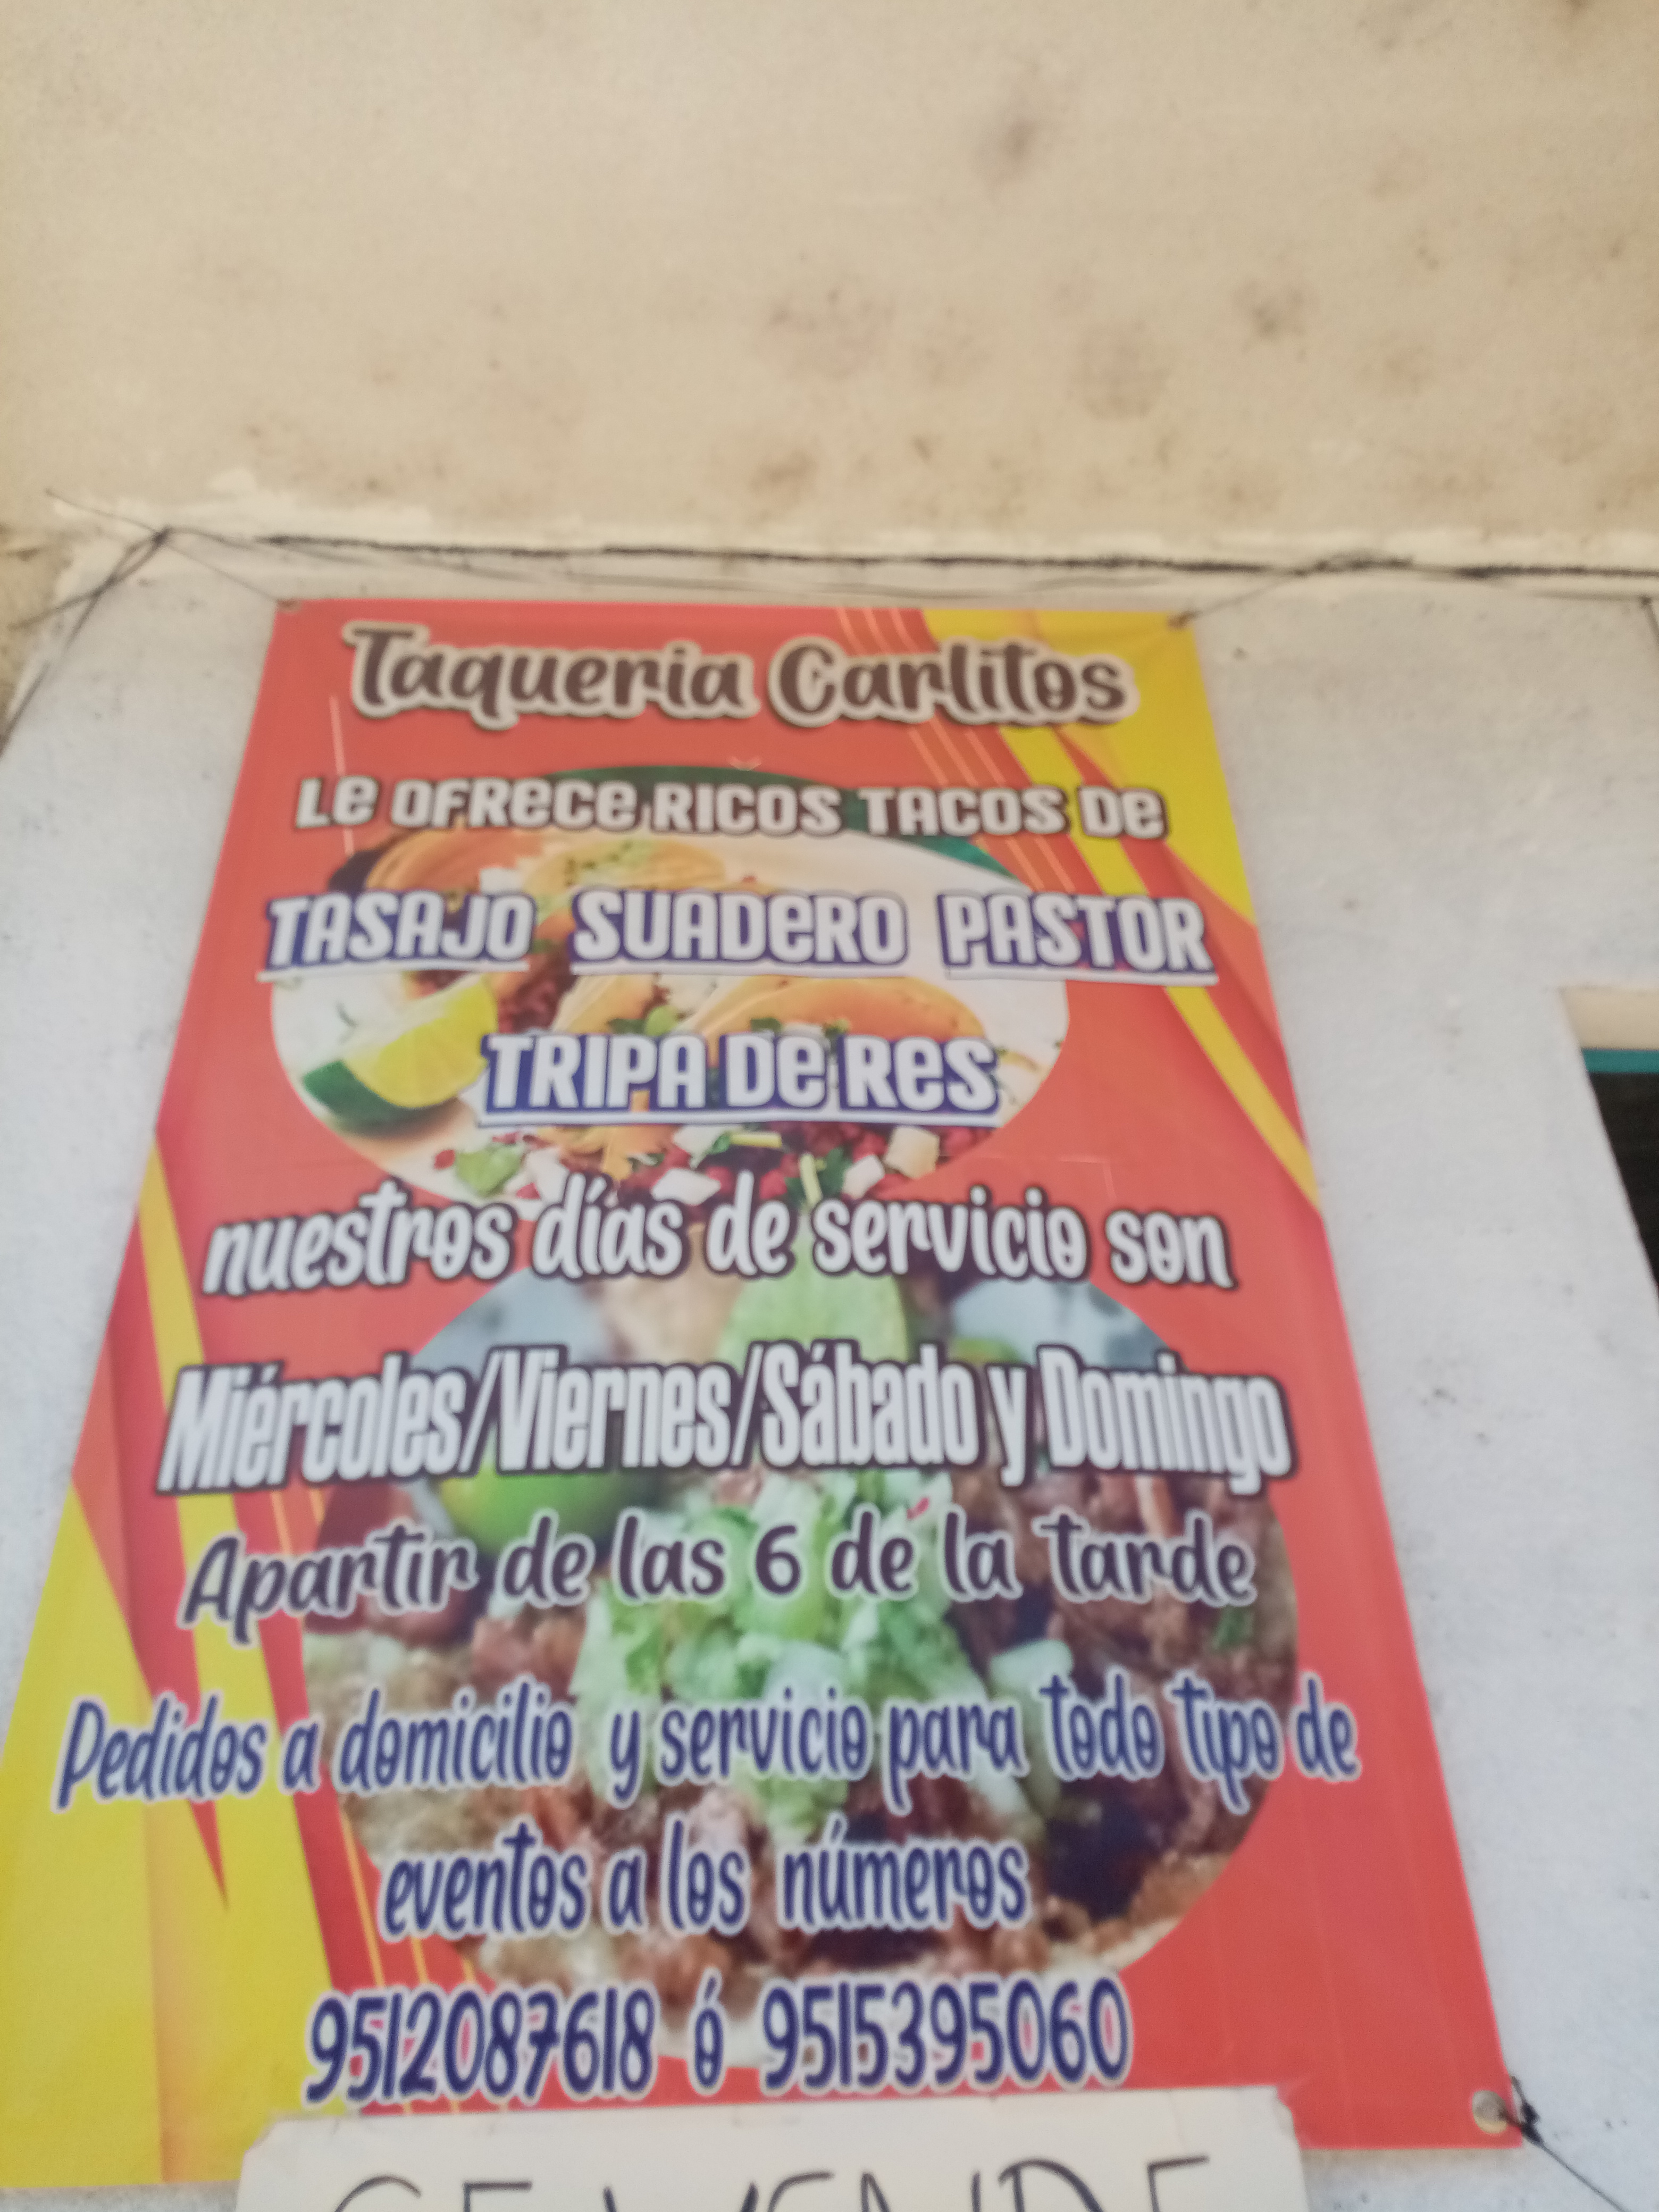 Taqueria Carlitos
Le OFRece RICOS TACOS De
TASAJO SUADeRO PASTOR
TRIPA De Res
nuestros días de servicio son
Miércoles/Viernes/Sábado y Domingo
Apartir de las 6 de la tarde
Pedidos a domicilio y servicio para todo tipo de
eventos a los números
9512087618 ó 9515395060
SE VENDE